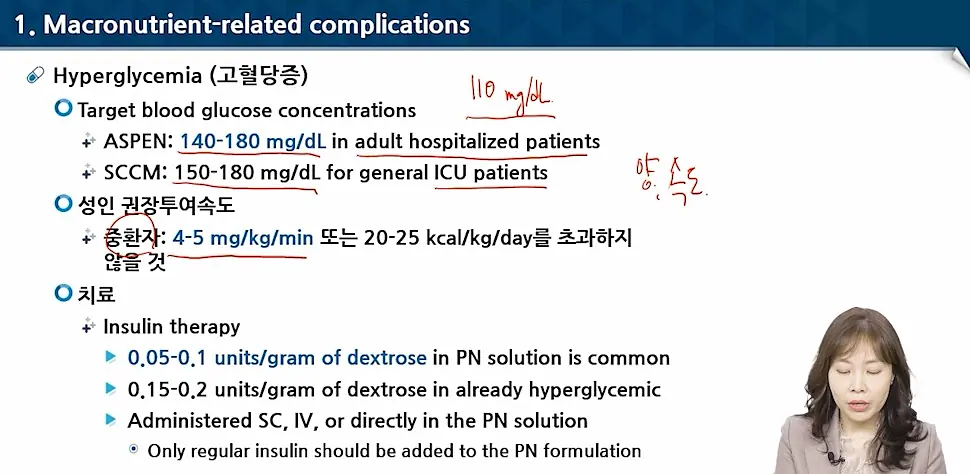 1. Macronutrient-related complications
Hyperglycemia (고혈당증)
110 mg/dL
Target blood glucose concentrations
ASPEN: 140-180 mg/dL in adult hospitalized patients
SCCM: 150-180 mg/dL for general ICU patients
양. 속도.
성인 권장투여속도
중환자: 4-5 mg/kg/min 또는 20-25 kcal/kg/day를 초과하지
않을 것
치료
Insulin therapy
0.05-0.1 units/gram of dextrose in PN solution is common
0.15-0.2 units/gram of dextrose in already hyperglycemic
Administered SC, IV, or directly in the PN solution
Only regular insulin should be added to the PN formulation